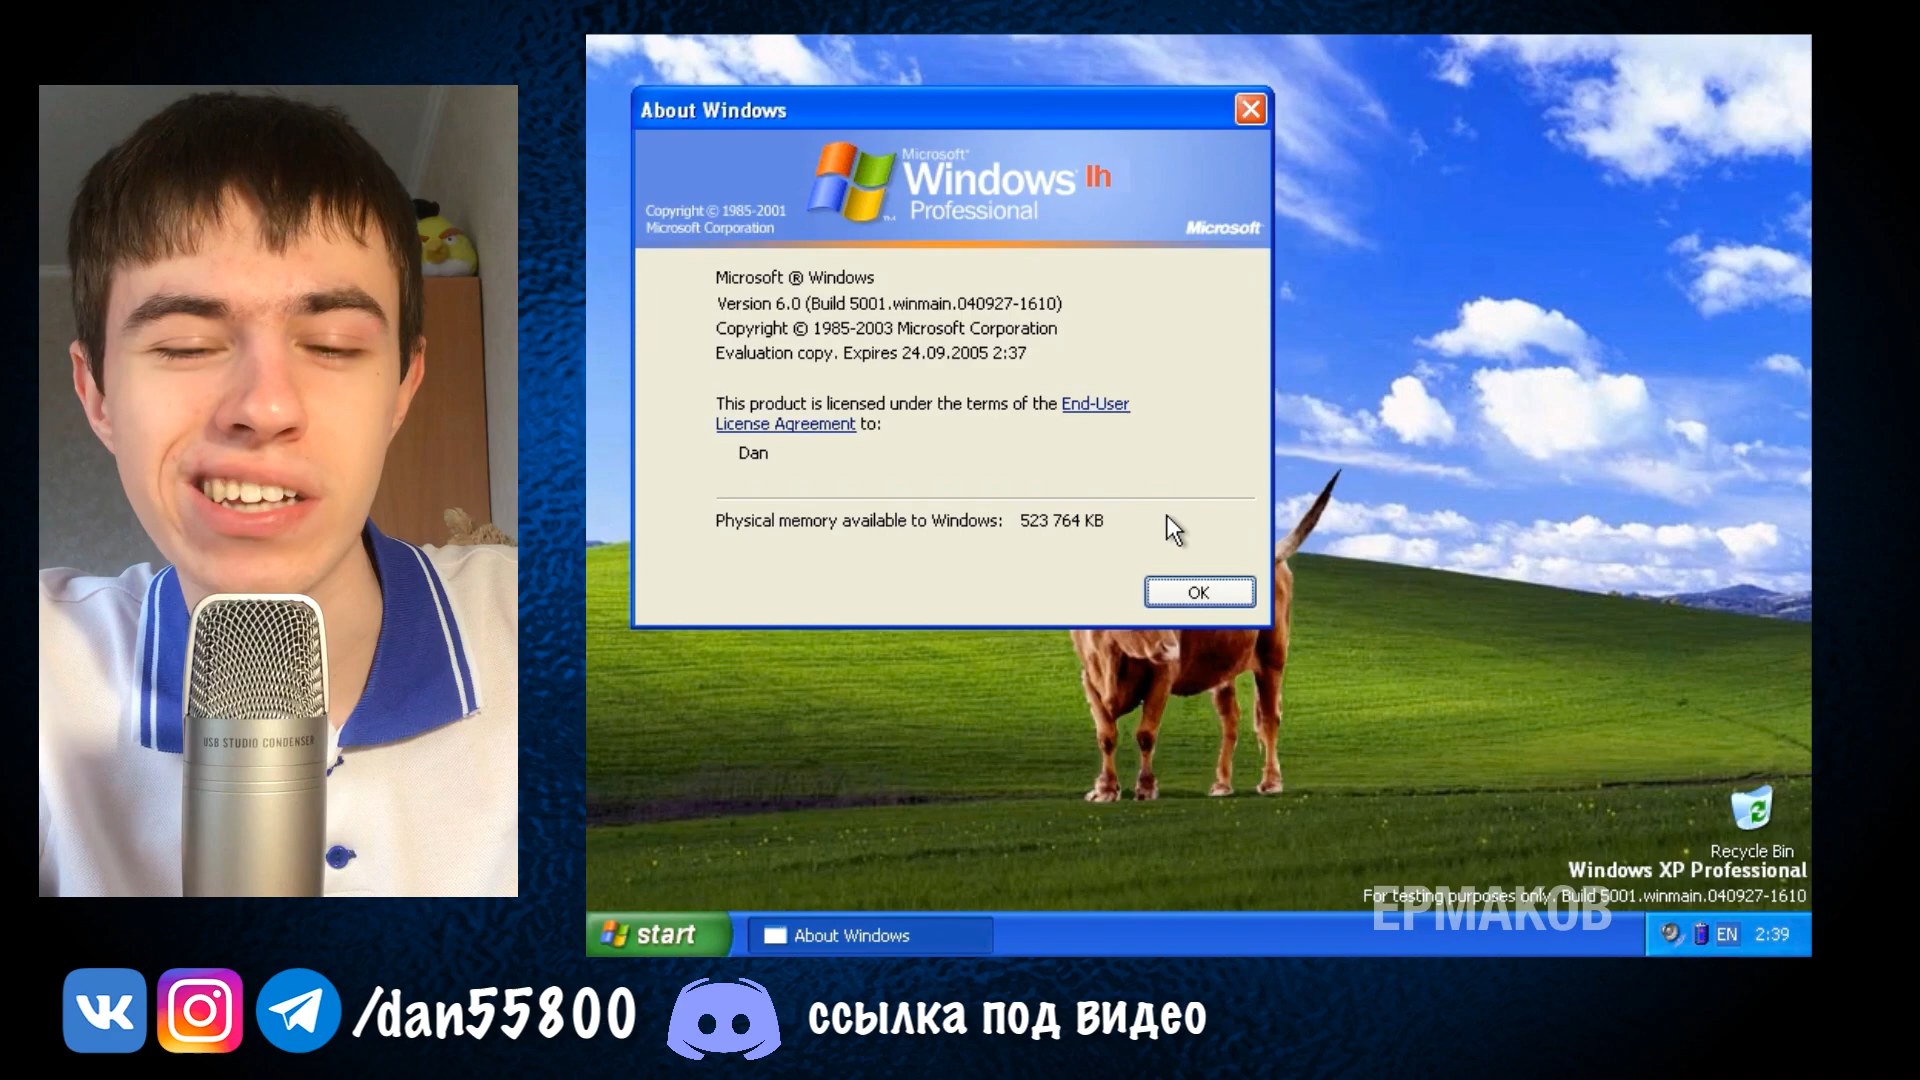 About Windows
Microsoft®
Windows lh
Professional
Copyright © 1985-2001
Microsoft Corporation
Microsoft
Microsoft ® Windows
Version 6.0 (Build 5001.winmain.040927-1610)
Copyright © 1985-2003 Microsoft Corporation
Evaluation copy. Expires 24.09.2005 2:37
This product is licensed under the terms of the End-User
License Agreement to:
Dan
Physical memory available to Windows: 523 764 KB
OK
USB STUDIO CONDENSER
Recycle Bin
Windows XP Professional
For testing purposes only. Build 5001.winmain.040927-1610
ЕРМАКОВ
start
About Windows
EN
2:39
/dan55800
ссылка под видео